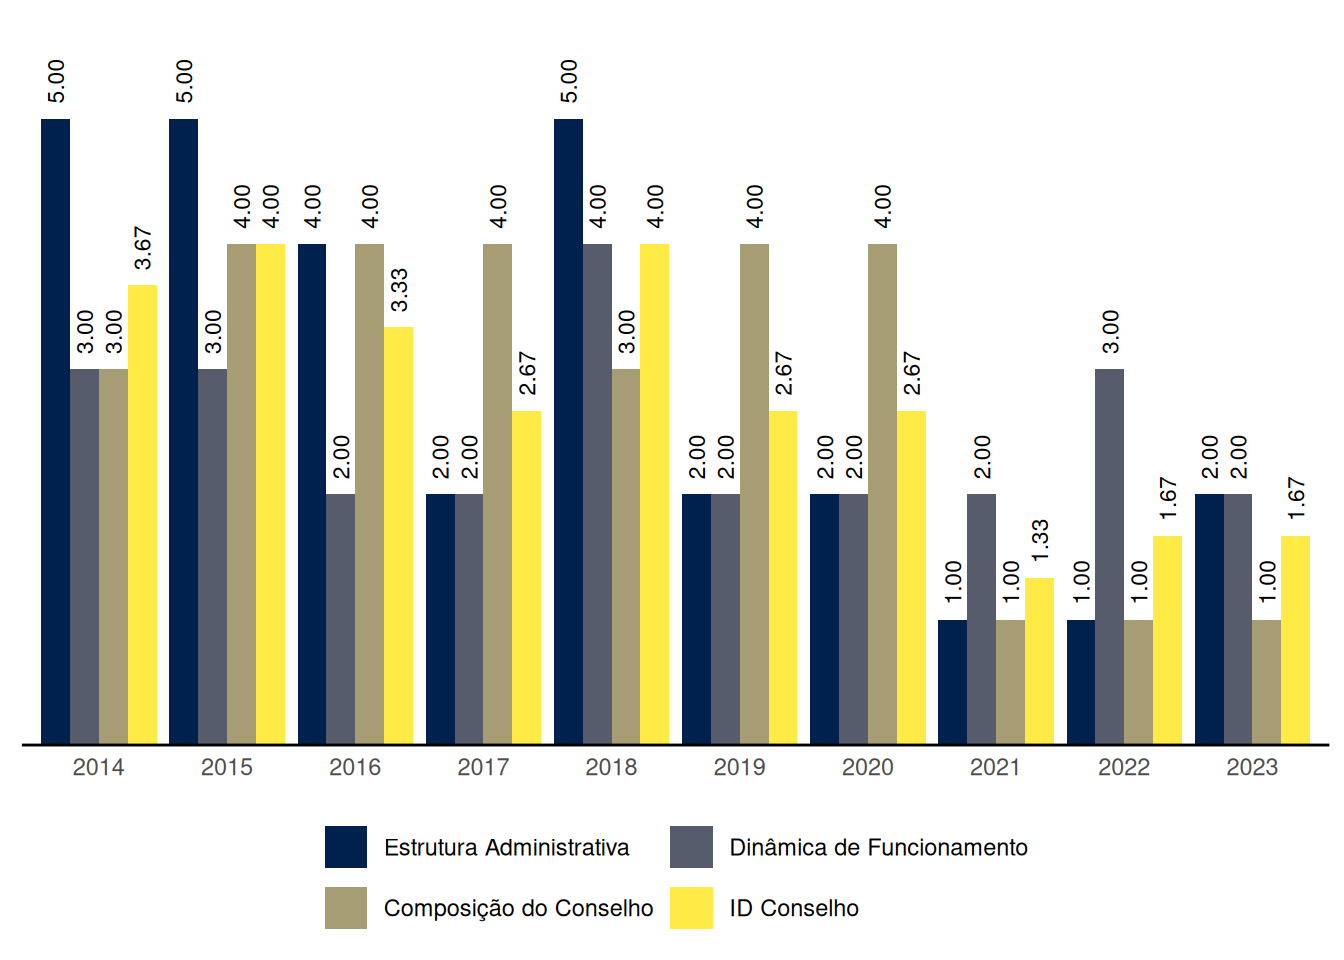 5.00 3.00 3.00 3.67 5.00 3.00 4.00 4.00 4.00 2.00 4.00 3.33 2.00 2.00 4.00 2.67 5.00 4.00 3.00 4.00 2.00 2.00 4.00 2.67 2.00 2.00 4.00 2.67 1.00 2.00 1.00 1.33 1.00 3.00 1.00 1.67 2.00 2.00 1.00 1.67
2014 2015 2016 2017 2018 2019 2020 2021 2022 2023
Estrutura Administrativa Dinâmica de Funcionamento
Composição do Conselho ID Conselho